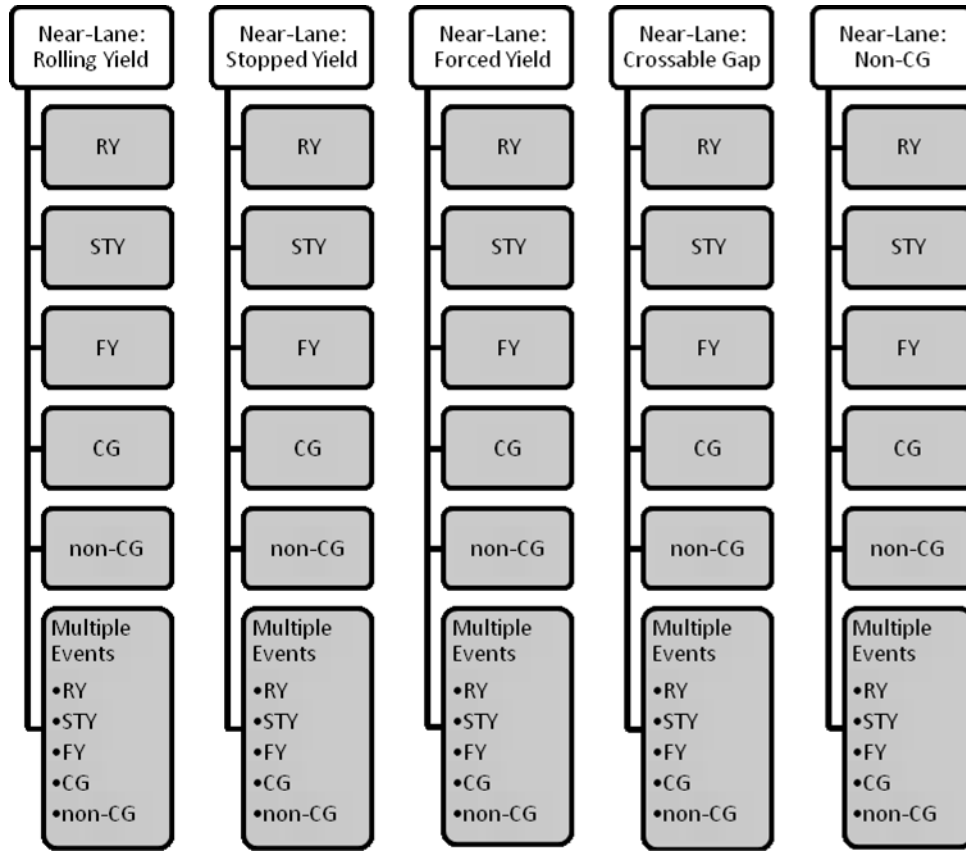 Near-Lane:
Rolling Yield
RY
STY
FY
CG
non-CG
Multiple
Events
•RY
•STY
•FY
•CG
•non-CG
Near-Lane:
Stopped Yield
RY
STY
FY
CG
non-CG
Multiple
Events
•RY
•STY
•FY
•CG
•non-CG
Near-Lane:
Forced Yield
RY
STY
FY
CG
non-CG
Multiple
Events
•RY
•STY
•FY
•CG
•non-CG
Near-Lane:
Crossable Gap
RY
STY
FY
CG
non-CG
Multiple
Events
•RY
•STY
•FY
•CG
•non-CG
Near-Lane:
Non-CG
RY
STY
FY
CG
non-CG
Multiple
Events
•RY
•STY
•FY
•CG
•non-CG